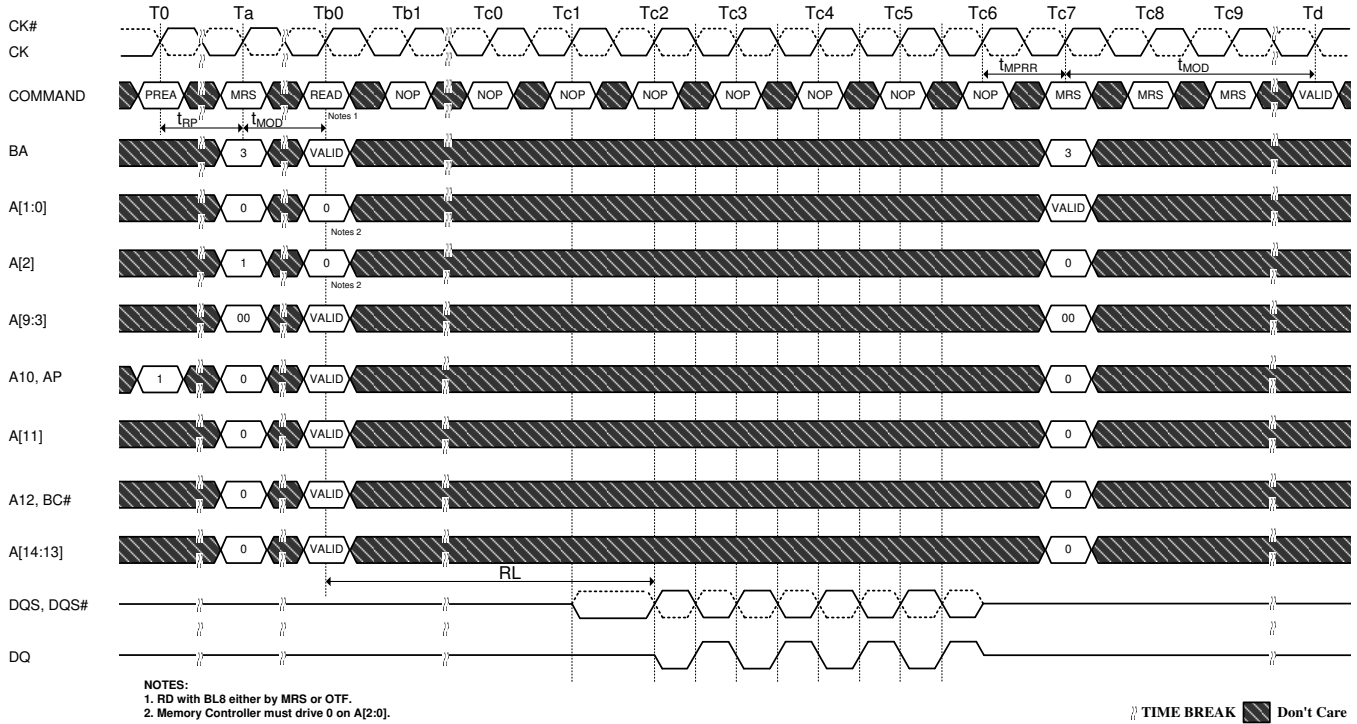 T0 Ta Tb0 Tb1 Tc0 Tc1 Tc2 Tc3 Tc4 Tc5 Tc6 Tc7 Tc8 Tc9 Td
CK#
CK
tMPRR tMOD
COMMAND PREA MRS READ NOP NOP NOP NOP NOP NOP NOP NOP MRS MRS MRS VALID
tRP tMOD Notes 1
BA 3 VALID 3
A[1:0] 0 0 VALID
Notes 2
A[2] 1 0 0
Notes 2
A[9:3] 00 VALID 00
A10, AP 1 0 VALID 0
A[11] 0 VALID 0
A12, BC# 0 VALID 0
A[14:13] 0 VALID 0
RL
DQS, DQS#
DQ
NOTES:
1. RD with BL8 either by MRS or OTF.
2. Memory Controller must drive 0 on A[2:0].
TIME BREAK Don't Care